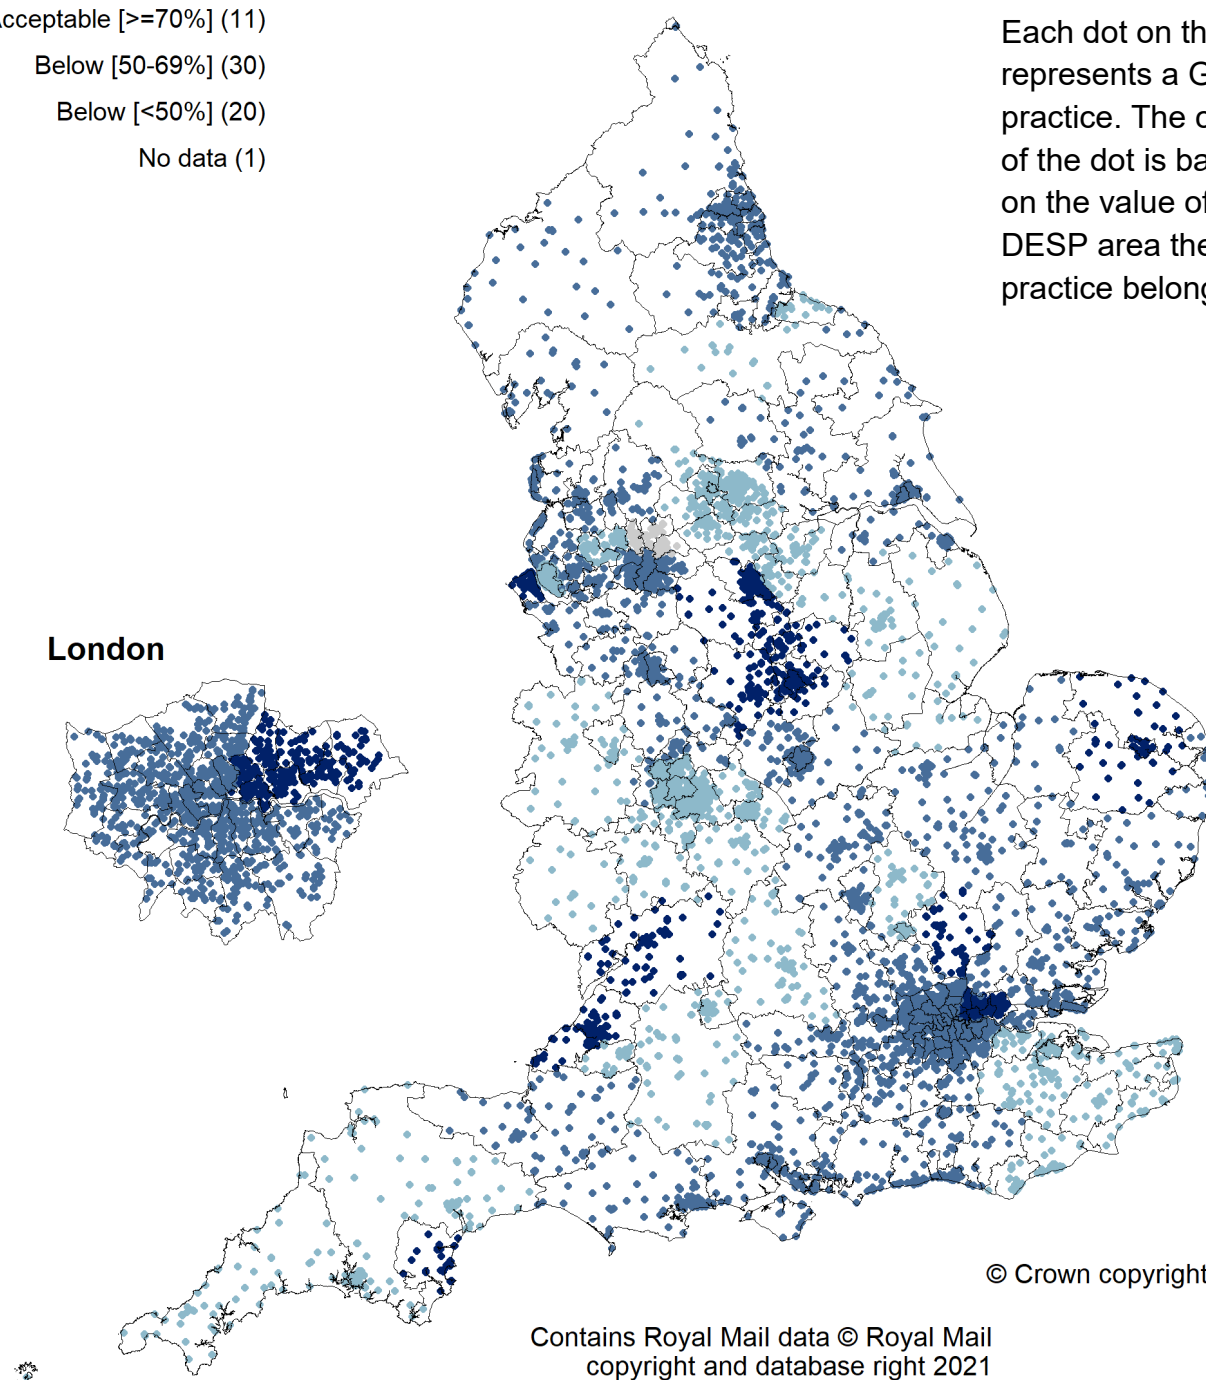 Acceptable [>=70%] (11)
Below [50-69%] (30)
Below [<50%] (20)
No data (1)
Each dot on th
represents a G
practice. The c
of the dot is ba
on the value of
DESP area the
practice belong
London
© Crown copyright
Contains Royal Mail data © Royal Mail
copyright and database right 2021